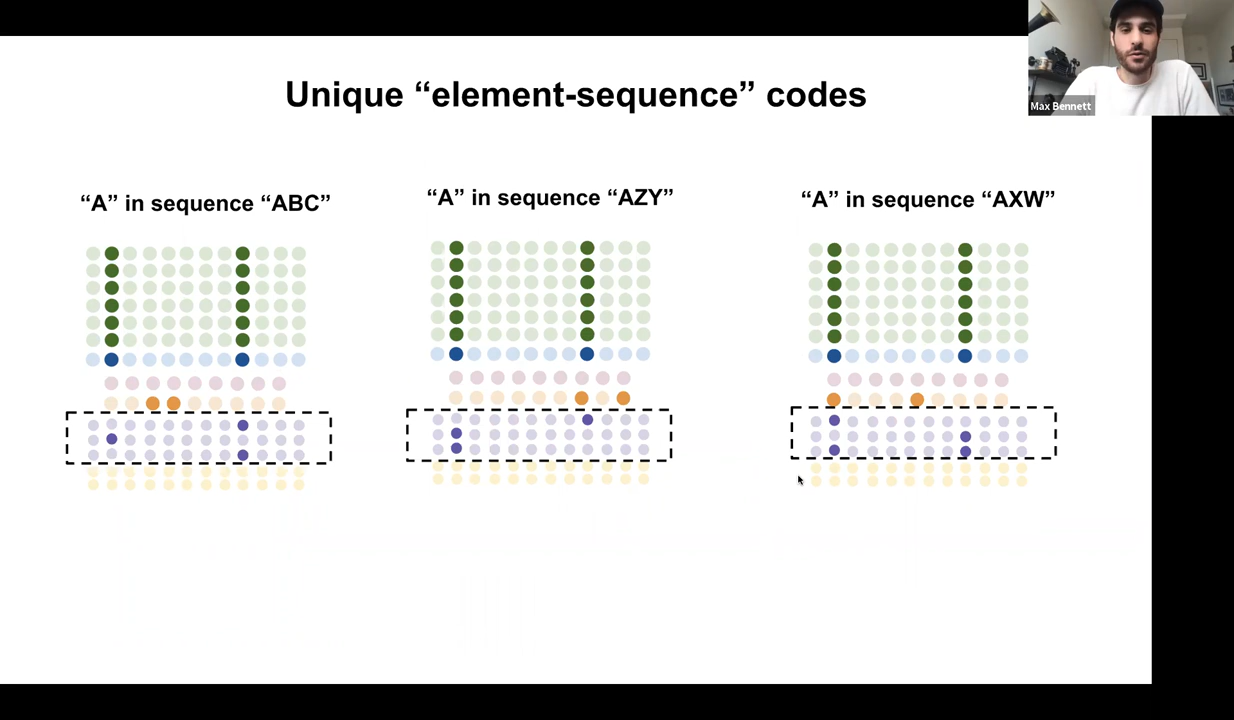 Unique “element-sequence” codes
Max Bennett
“A” in sequence “ABC”
“A” in sequence “AZY”
“A” in sequence “AXW”